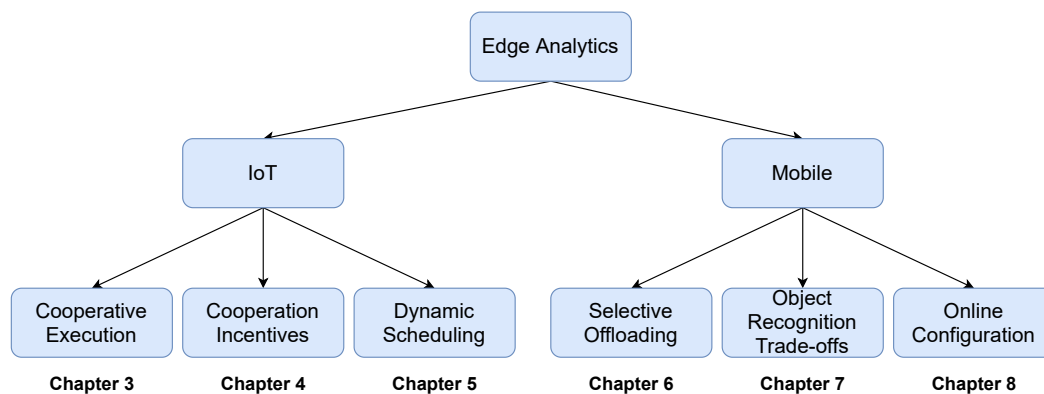 Edge Analytics
IoT
Mobile
Cooperative
Execution
Cooperation
Incentives
Dynamic
Scheduling
Selective
Offloading
Object
Recognition
Trade-offs
Online
Configuration
Chapter 3
Chapter 4
Chapter 5
Chapter 6
Chapter 7
Chapter 8